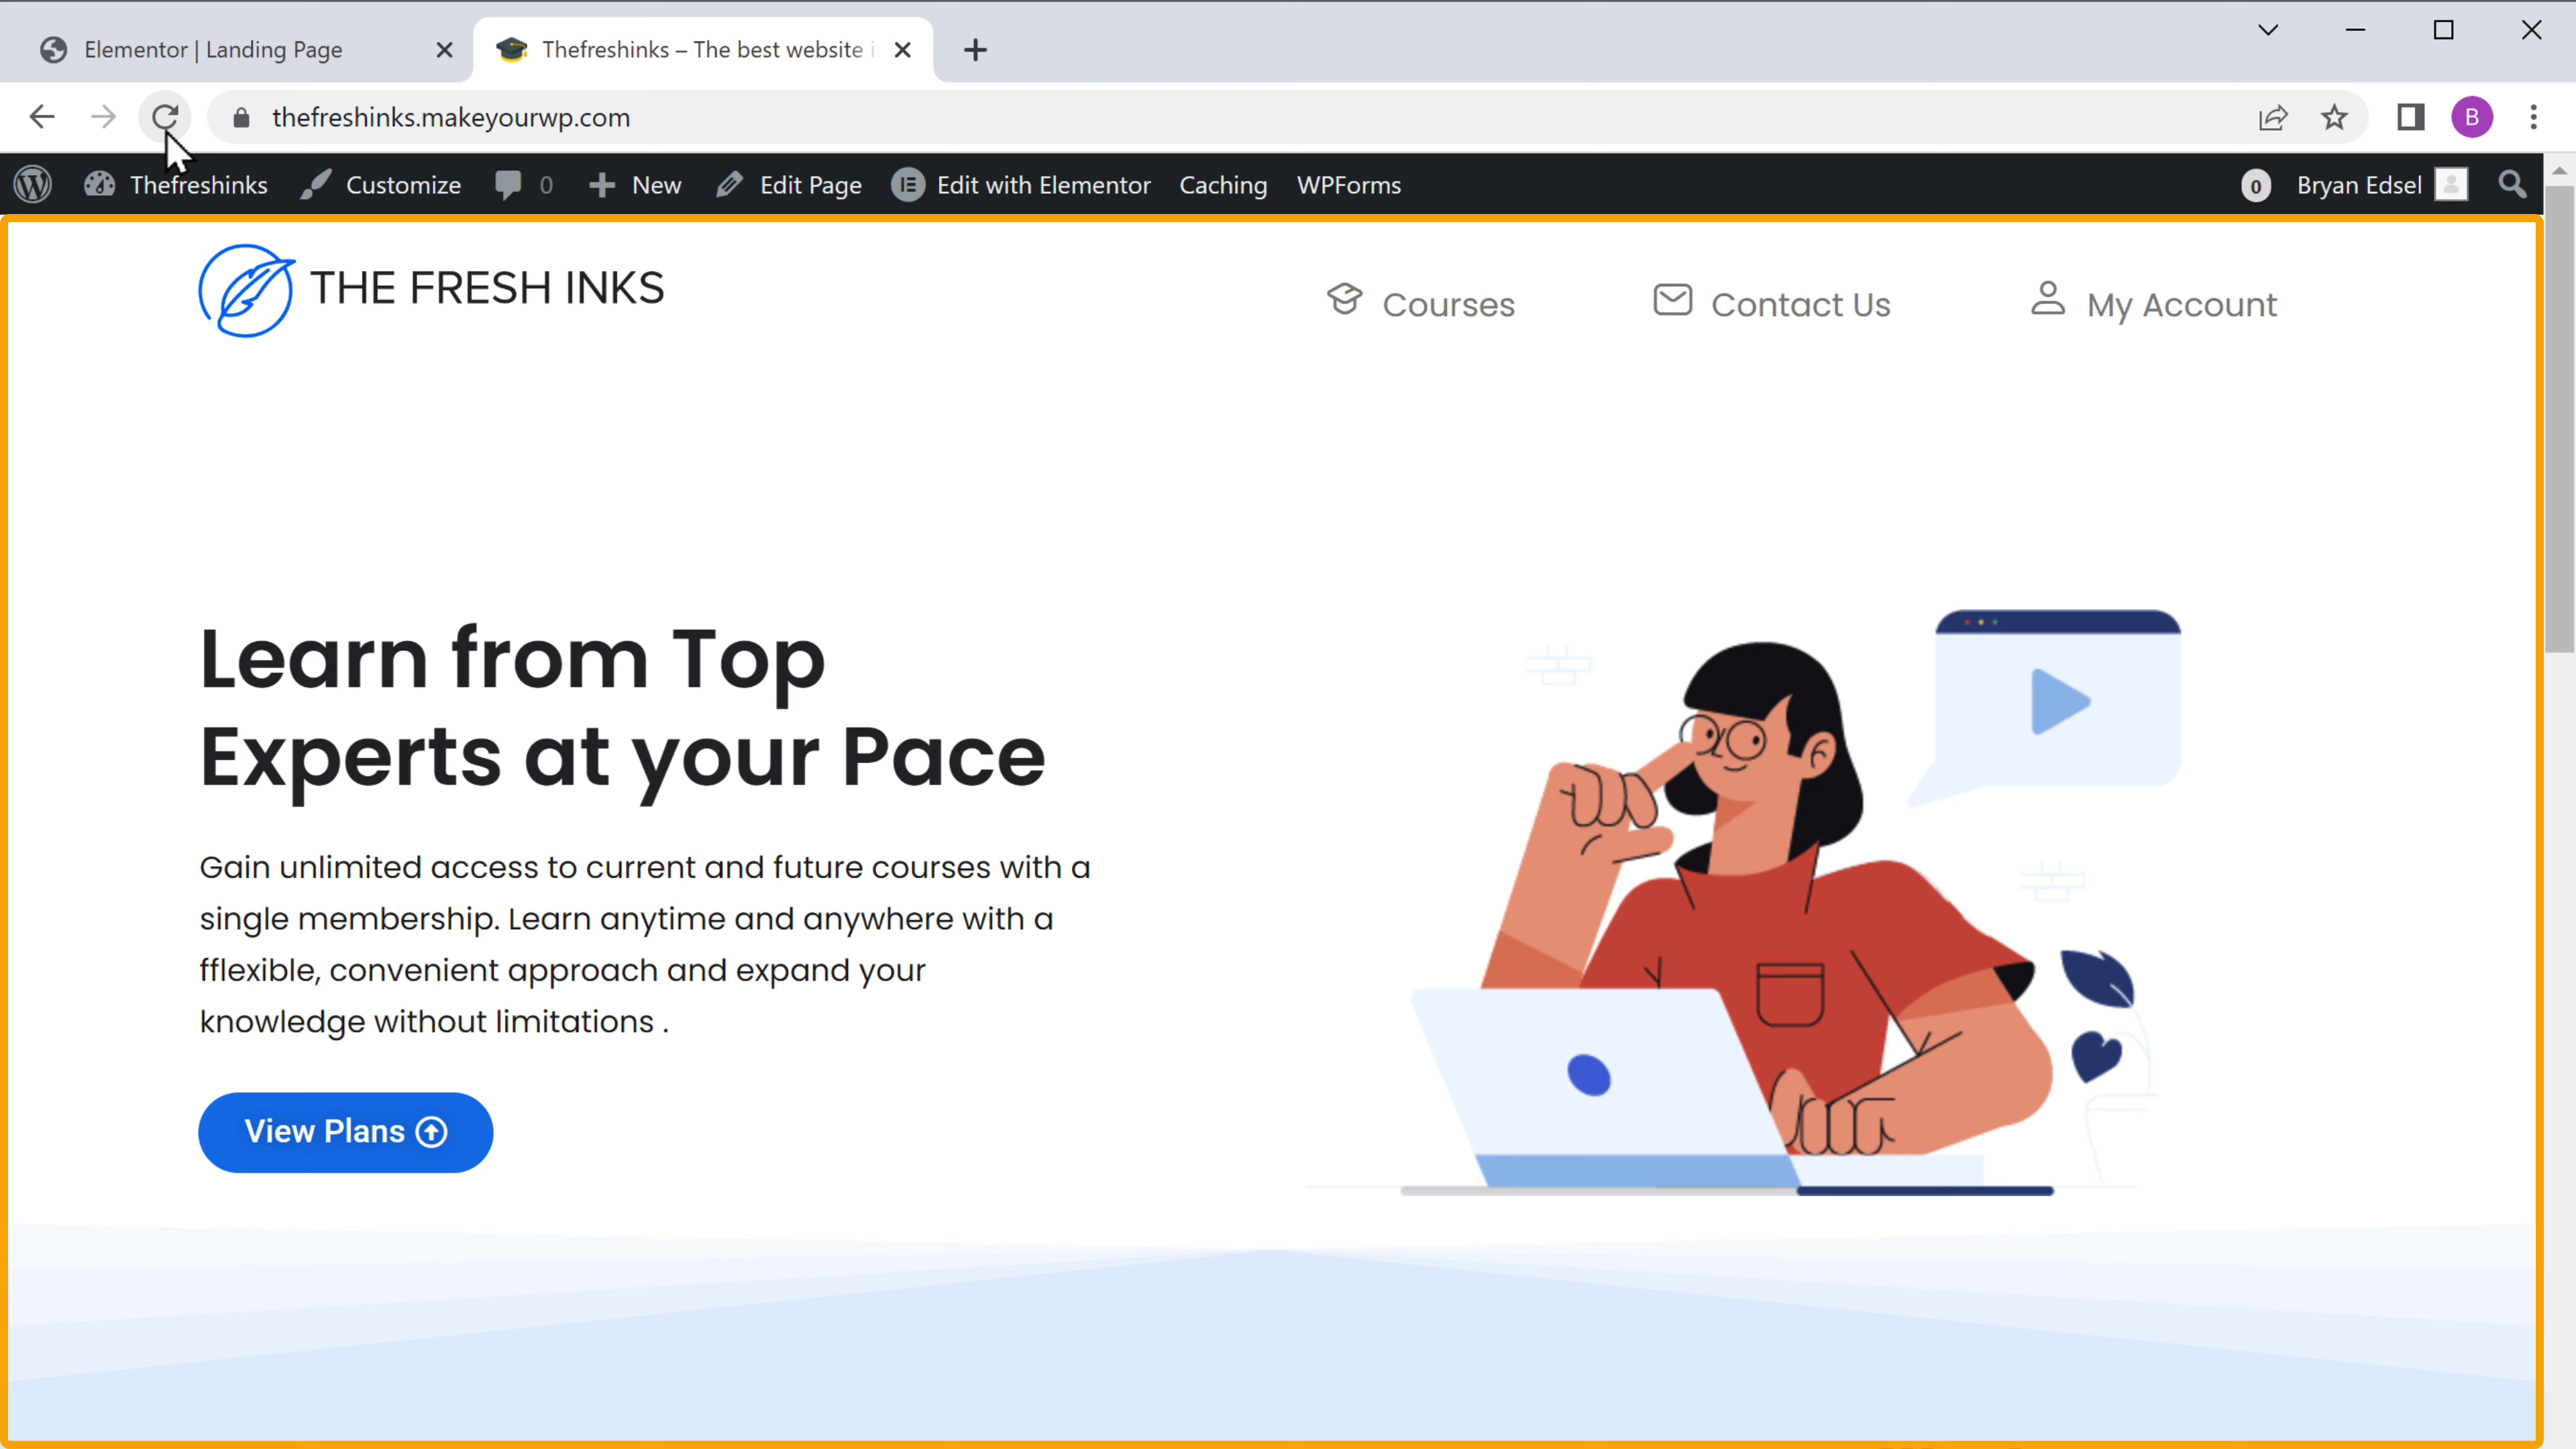 Elementor | Landing Page
Thefreshinks – The best website i
thefreshinks.makeyourwp.com
B
Thefreshinks
Customize
0
New
Edit Page
Edit with Elementor
Caching
WPForms
0
Bryan Edsel
THE FRESH INKS
Courses
Contact Us
My Account
Learn from Top
Experts at your Pace
Gain unlimited access to current and future courses with a
single membership. Learn anytime and anywhere with a
fflexible, convenient approach and expand your
knowledge without limitations .
View Plans